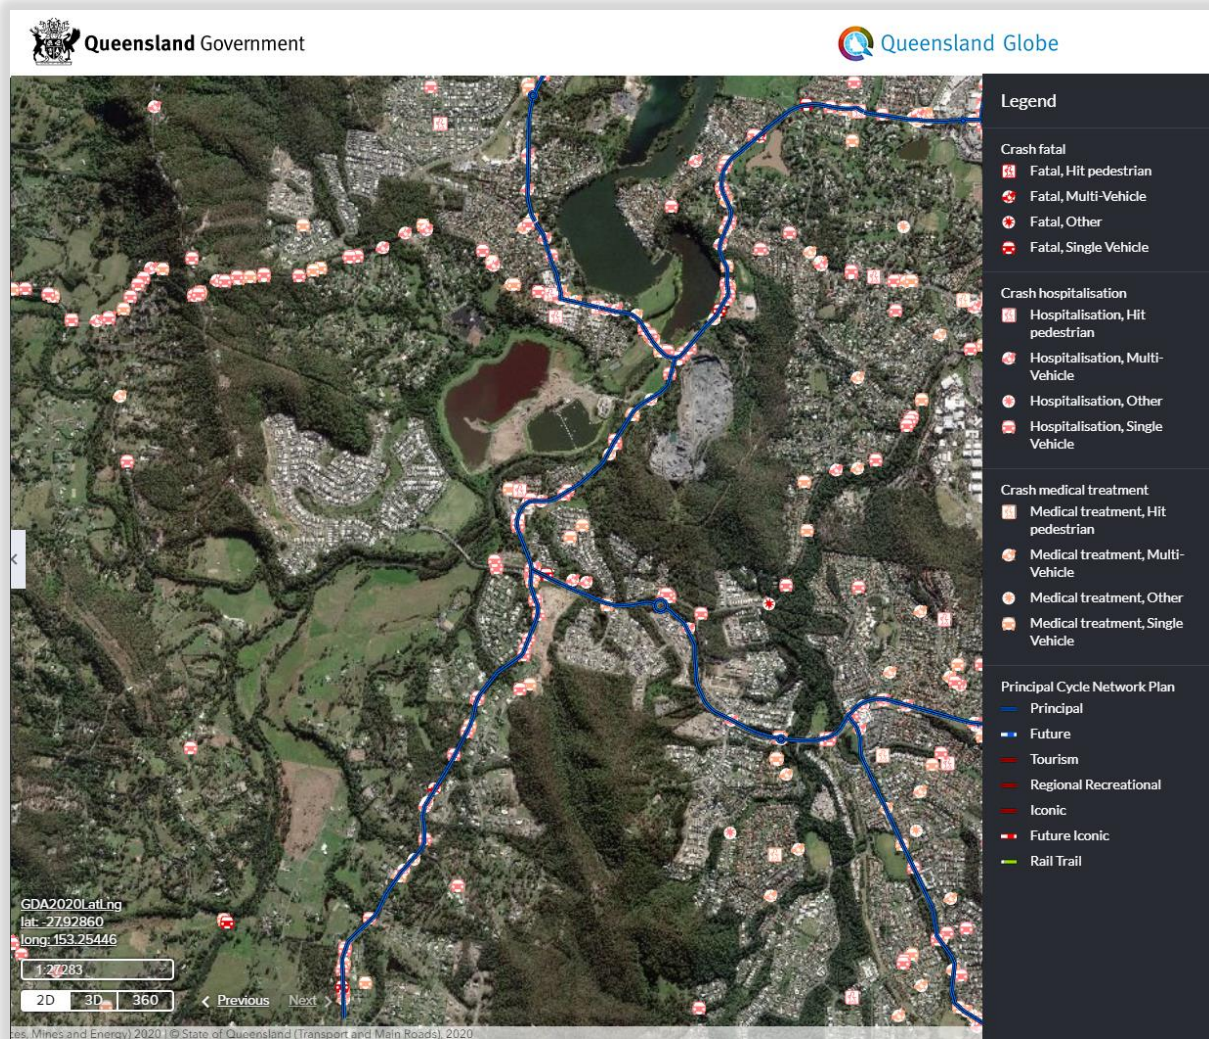 Queensland Government
Queensland Globe
Legend
Crash fatal
Fatal, Hit pedestrian
Fatal, Multi-Vehicle
Fatal, Other
Fatal, Single Vehicle
Crash hospitalisation
Hospitalisation, Hit
pedestrian
Hospitalisation, Multi-
Vehicle
Hospitalisation, Other
Hospitalisation, Single
Vehicle
Crash medical treatment
Medical treatment, Hit
pedestrian
Medical treatment, Multi-
Vehicle
Medical treatment, Other
Medical treatment, Single
Vehicle
Principal Cycle Network Plan
Principal
Future
Tourism
Regional Recreational
Iconic
Future Iconic
Rail Trail
GDA2020LatLng
lat: -27.92860
long: 153.25446
1:27283
2D 3D 360 Previous Next
ces, Mines and Energy) 2020 | © State of Queensland (Transport and Main Roads), 2020